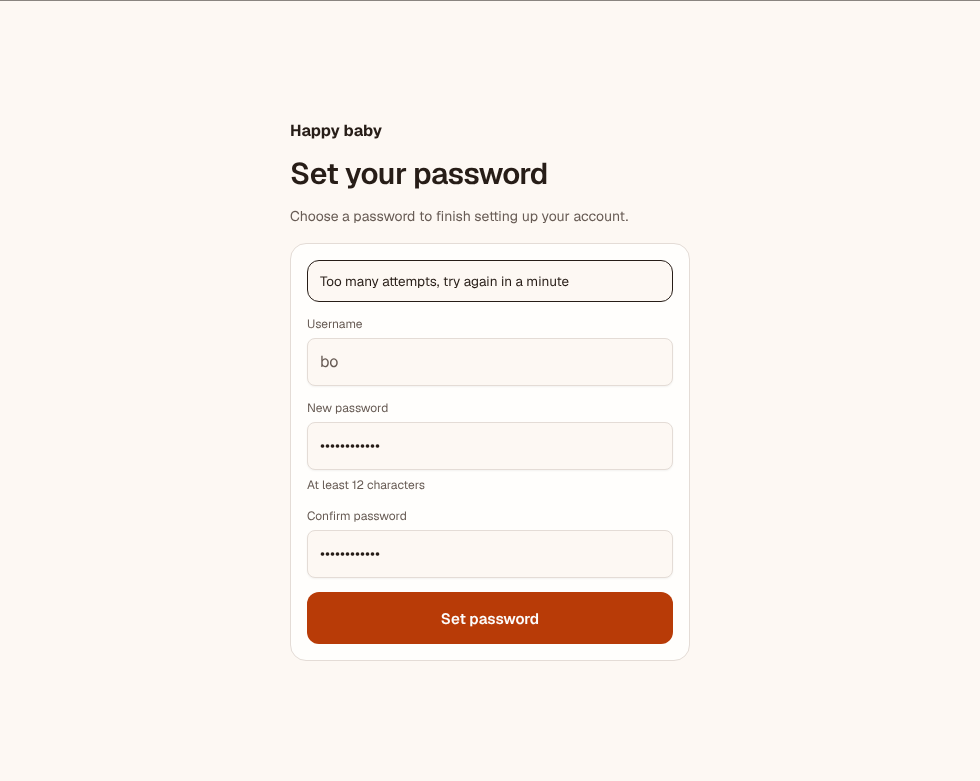 Happy baby
Set your password
Choose a password to finish setting up your account.
Too many attempts, try again in a minute
Username
bo
New password
••••••••••••
At least 12 characters
Confirm password
••••••••••••
Set password